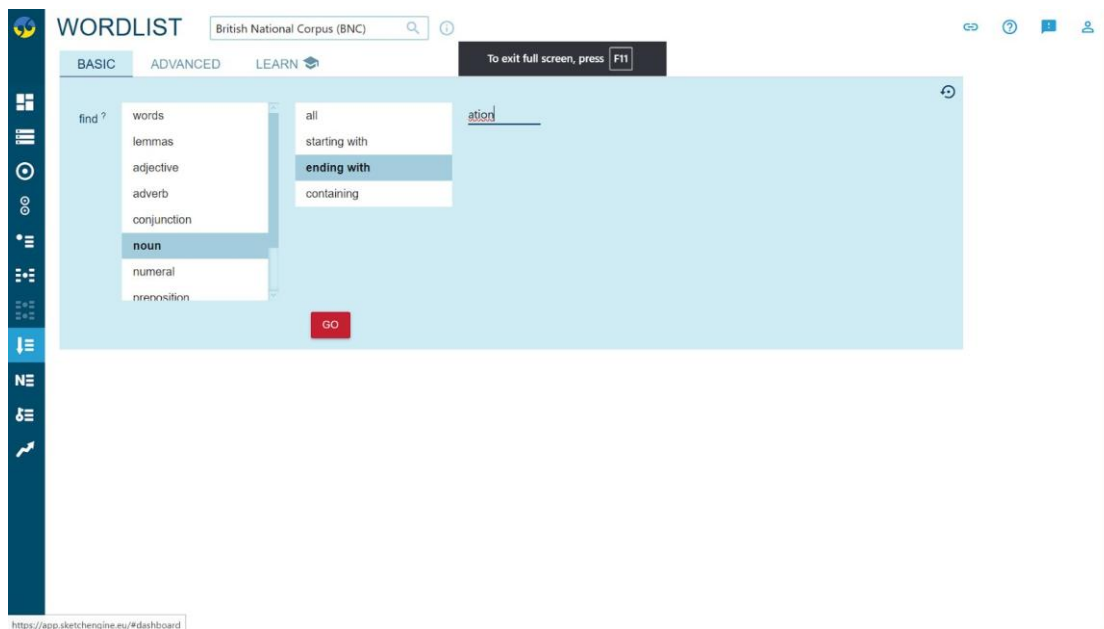 WORDLIST
British National Corpus (BNC)
To exit full screen, press F11
BASIC ADVANCED LEARN
find ?
words
lemmas
adjective
adverb
conjunction
noun
numeral
preposition
all
starting with
ending with
containing
ation
GO
https://app.sketchengine.eu/#dashboard